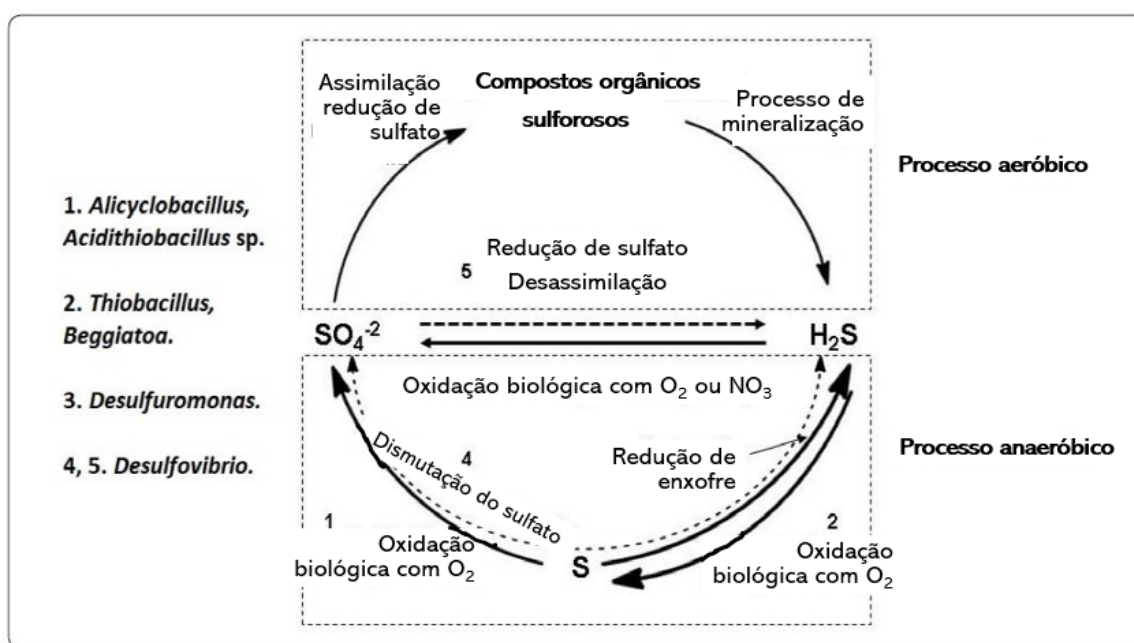 Assimilação
redução de
sulfato
Compostos orgânicos
sulforosos
Processo de
mineralização
Processo aeróbico
1. Alicyclobacillus,
Acidithiobacillus sp.
2. Thiobacillus,
Beggiatoa.
3. Desulfuromonas.
4, 5. Desulfovibrio.
Redução de sulfato
5
Desassimilação
SO₄⁻²
H₂S
Oxidação biológica com O₂ ou NO₃
Processo anaeróbico
4
Dismutação do sulfato
Redução de
enxofre
1
Oxidação
biológica com O₂
S
2
Oxidação
biológica com O₂